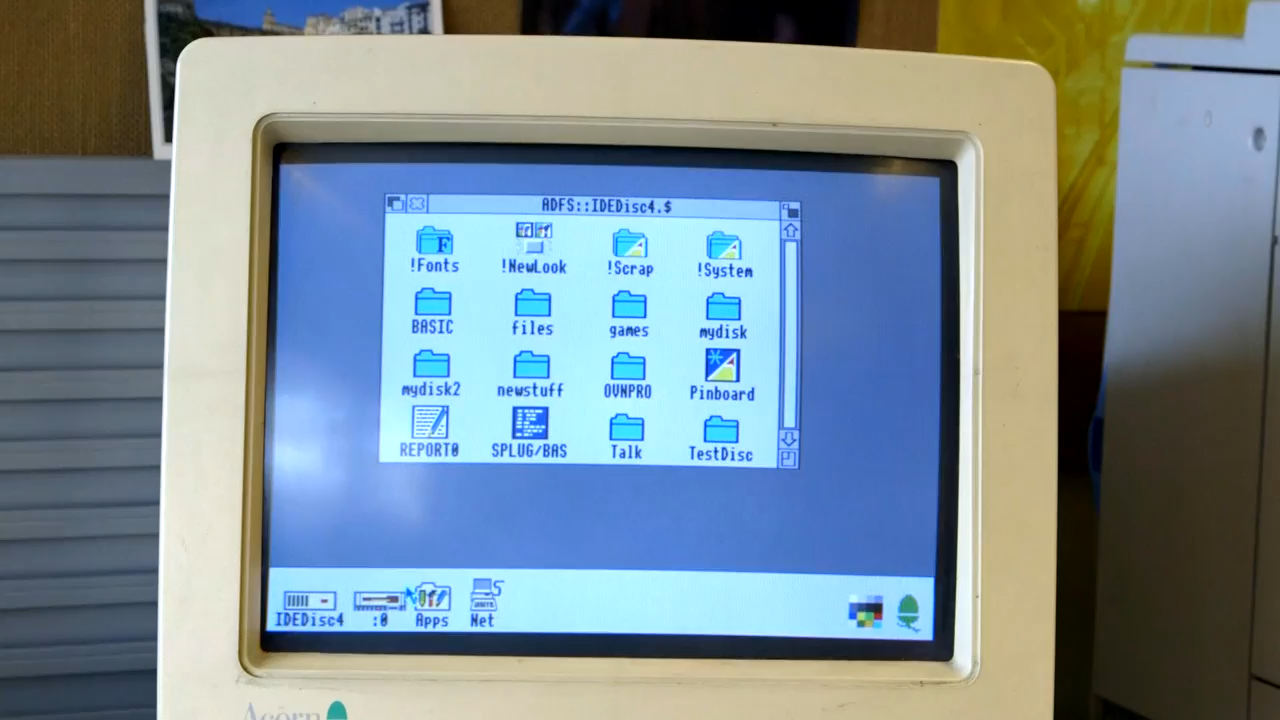 ADFS::IDEDisc4.$
!Fonts !NewLook !Scrap !System
BASIC files games mydisk
mydisk2 newstuff OVNPRO Pinboard
REPORT0 SPLUG/BAS Talk TestDisc
IDEDisc4 :0 Apps Net
Acorn